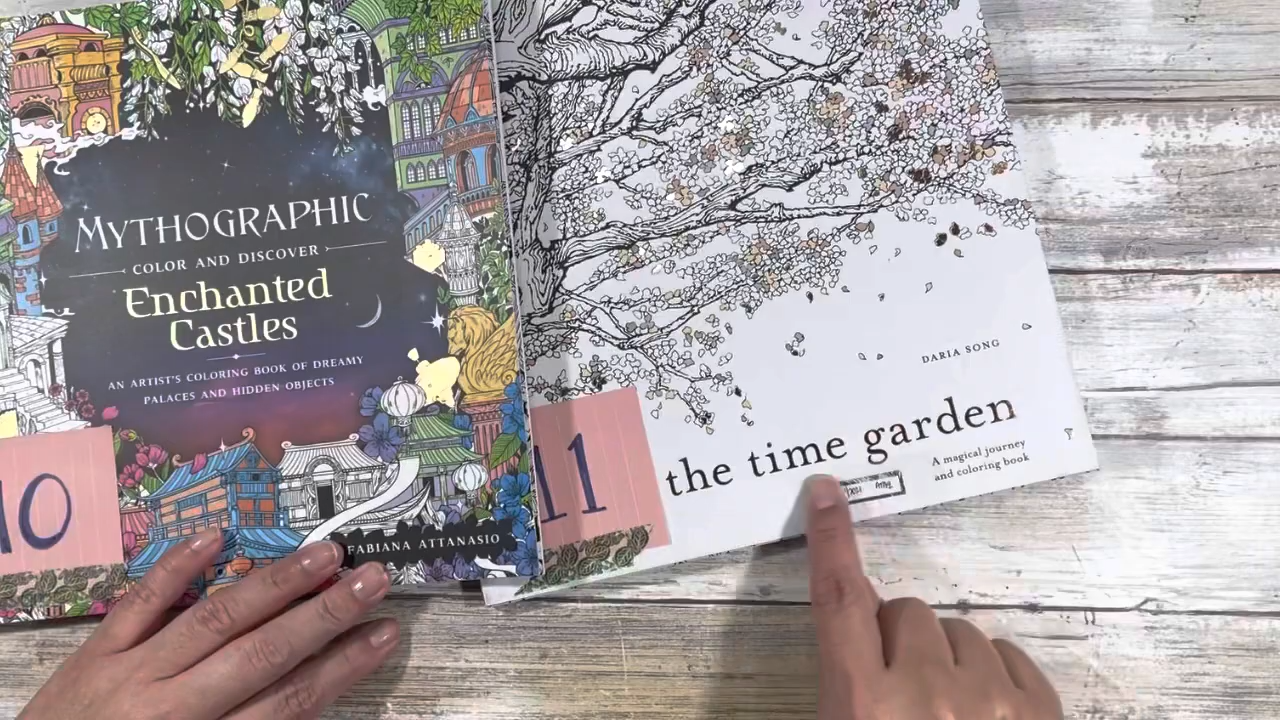 MYTHOGRAPHIC
COLOR AND DISCOVER
Enchanted
Castles
AN ARTIST'S COLORING BOOK OF DREAMY
PALACES AND HIDDEN OBJECTS
FABIANA ATTANASIO
10
DARIA SONG
the time garden
A magical journey
and coloring book
11